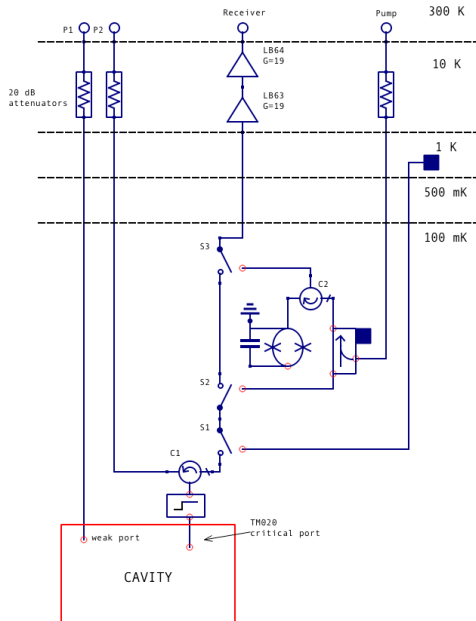 Receiver
Pump
300 K
P1
P2
LB64
G=19
10 K
20 dB
attenuators
LB63
G=19
1 K
500 mK
100 mK
S3
C2
S2
S1
C1
TM020
critical port
weak port
CAVITY